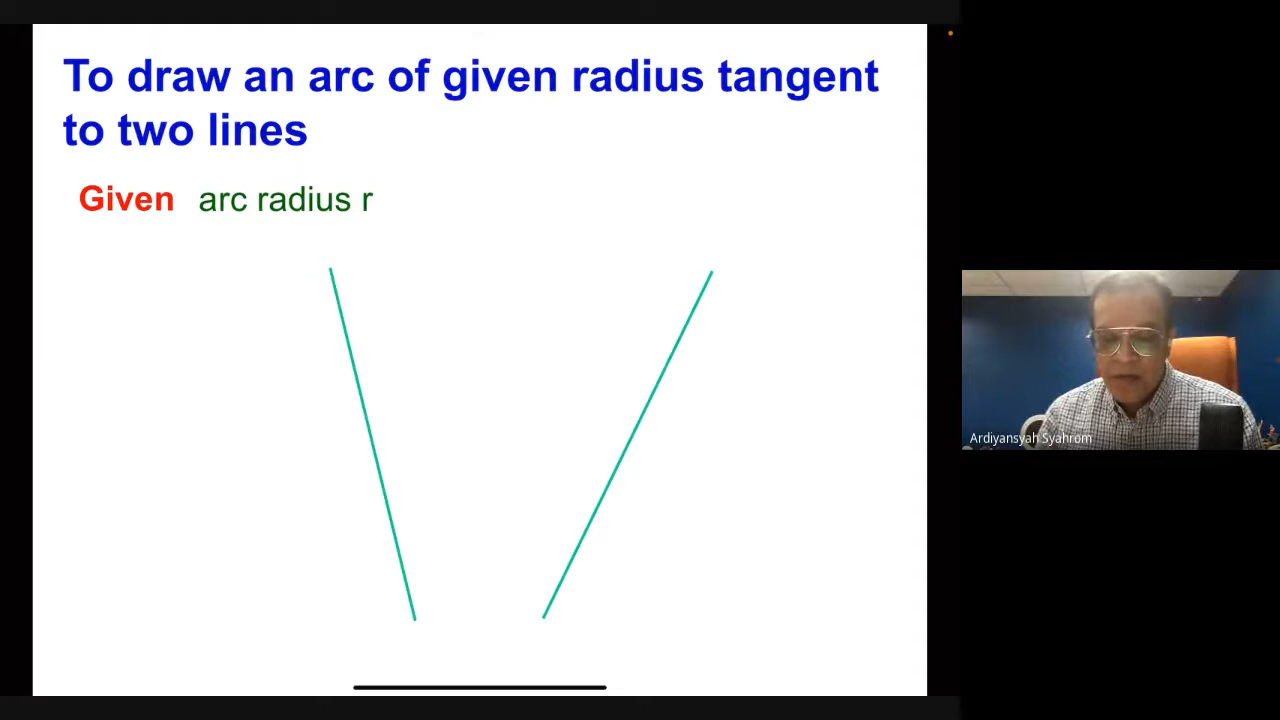 To draw an arc of given radius tangent
to two lines
Given arc radius r
Ardiyansyah Syahrom